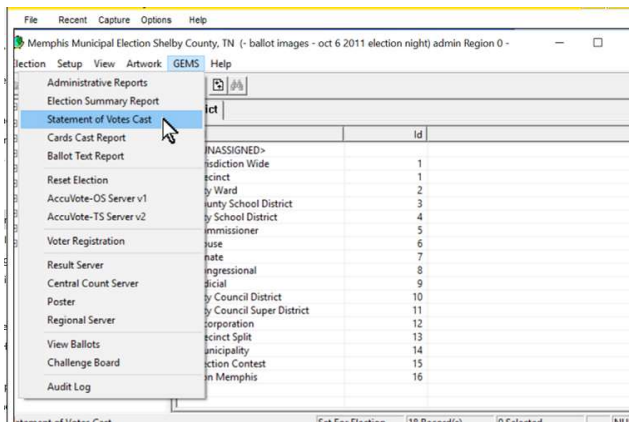 File Recent Capture Options Help
Memphis Municipal Election Shelby County, TN (- ballot images - oct 6 2011 election night) admin Region 0 -
lection Setup View Artwork GEMS Help
Administrative Reports
Election Summary Report
Statement of Votes Cast
Cards Cast Report
Ballot Text Report
Reset Election
AccuVote-OS Server v1
AccuVote-TS Server v2
Voter Registration
Result Server
Central Count Server
Poster
Regional Server
View Ballots
Challenge Board
Audit Log
ict
Id
UNASSIGNED>
risdiction Wide 1
ecinct 1
y Ward 2
unty School District 3
y School District 4
mmissioner 5
ouse 6
nate 7
ngressional 8
dicial 9
y Council District 10
y Council Super District 11
corporation 12
ecinct Split 13
unicipality 14
ection Contest 15
on Memphis 16
tatement of Votes Cast Set For Election 18 Record(s) 0 Selected NU